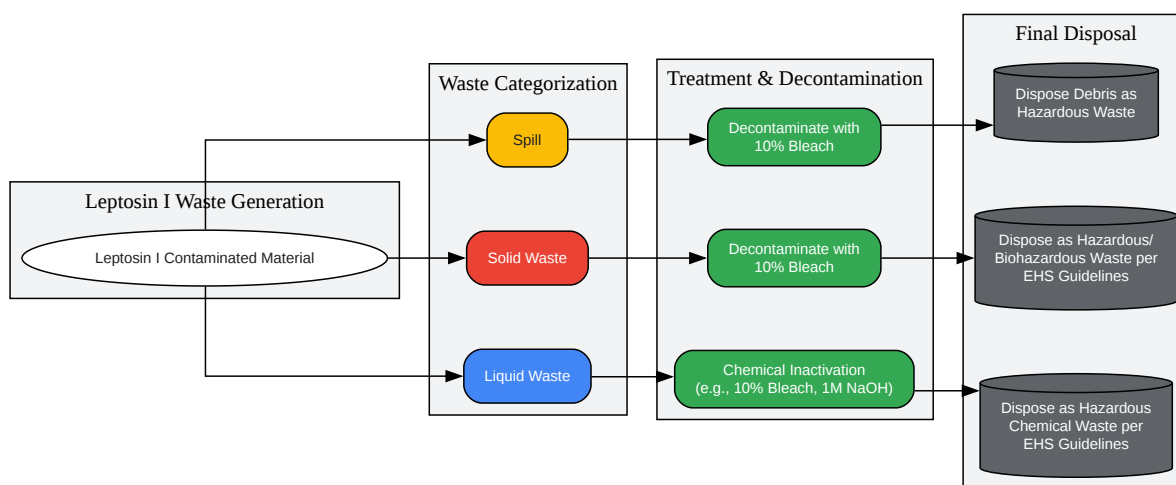 Final Disposal
Waste Categorization
Treatment & Decontamination
Dispose Debris as
Hazardous Waste
Spill
Decontaminate with
10% Bleach
Leptosin I Waste Generation
Leptosin I Contaminated Material
Solid Waste
Decontaminate with
10% Bleach
Dispose as Hazardous/
Biohazardous Waste per
EHS Guidelines
Liquid Waste
Chemical Inactivation
(e.g., 10% Bleach, 1M NaOH)
Dispose as Hazardous
Chemical Waste per
EHS Guidelines